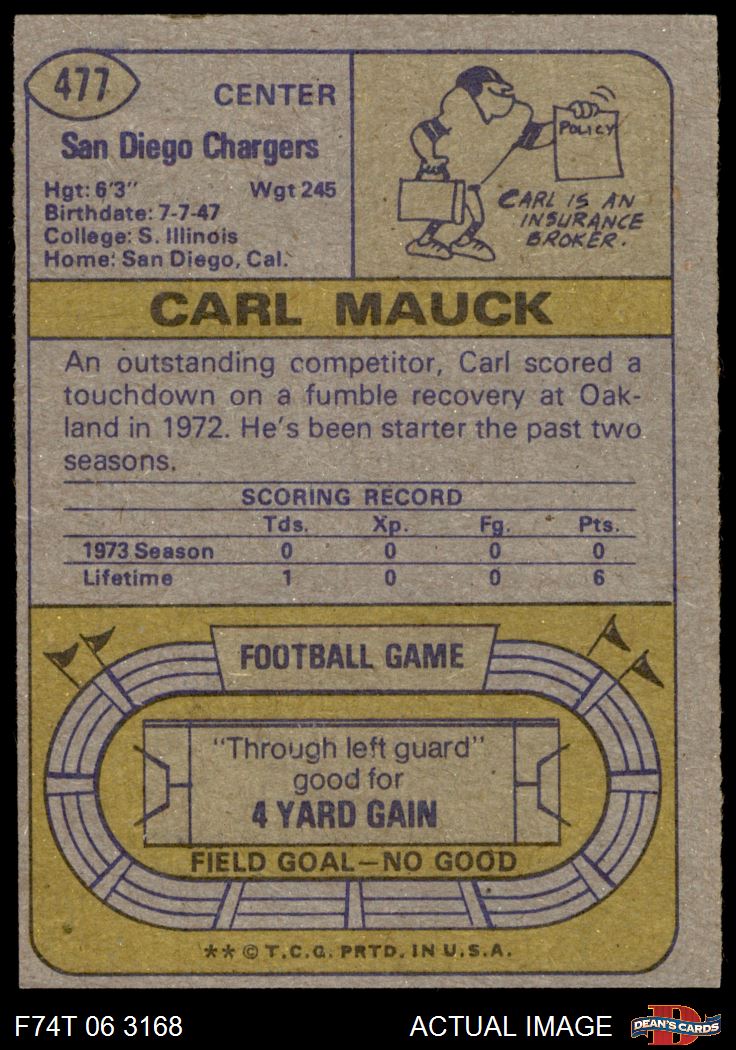 477
CENTER
San Diego Chargers
Hgt: 6'3" Wgt 245
Birthdate: 7-7-47
College: S. Illinois
Home: San Diego, Cal.
POLICY
CARL IS AN
INSURANCE
BROKER.
CARL MAUCK
An outstanding competitor, Carl scored a
touchdown on a fumble recovery at Oak-
land in 1972. He's been starter the past two
seasons.
SCORING RECORD
Tds. Xp. Fg. Pts.
1973 Season 0 0 0 0
Lifetime 1 0 0 6
FOOTBALL GAME
"Through left guard"
good for
4 YARD GAIN
FIELD GOAL—NO GOOD
** © T.C.G. PRTD. IN U.S.A.
F74T 06 3168
ACTUAL IMAGE
DEAN'S CARDS